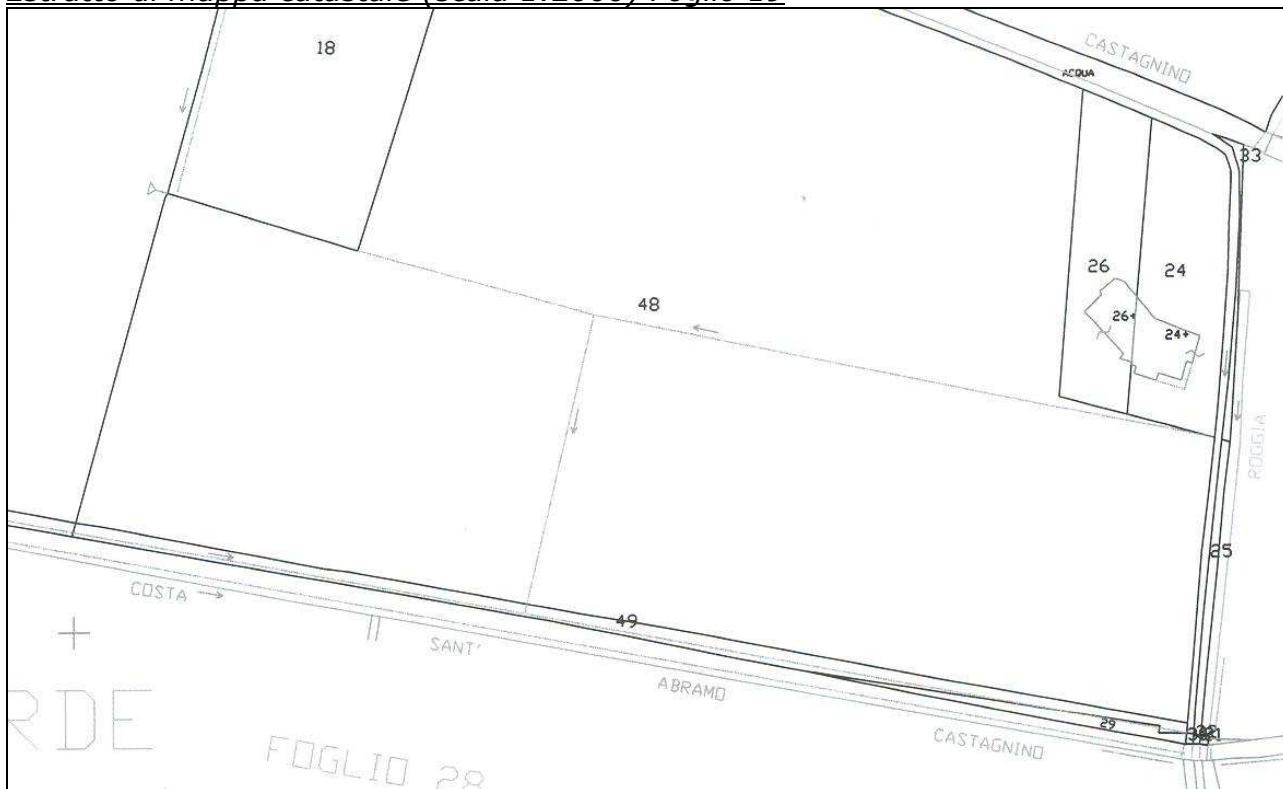 Estratto di mappa catastale (scala 1:2000) Foglio 19
18
CASTAGNINO
ACQUA
33
26
24
48
26+
24+
ROGGIA
25
COSTA
49
SANT'
ABRAMO
29
CASTAGNINO
RDE
FOGLIO 28